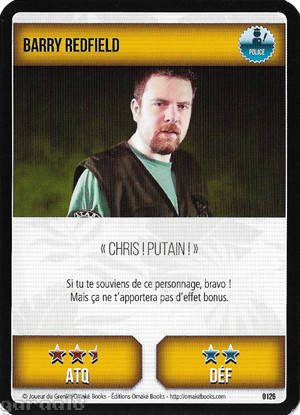 BARRY REDFIELD
POLICE
« CHRIS ! PUTAIN ! »
Si tu te souviens de ce personnage, bravo !
Mais ça ne t'apportera pas d'effet bonus.
ATQ
DÉF
© Joueur du Grenier/Omaké Books - Éditions Omaké Books - http://omakebooks.com
0126